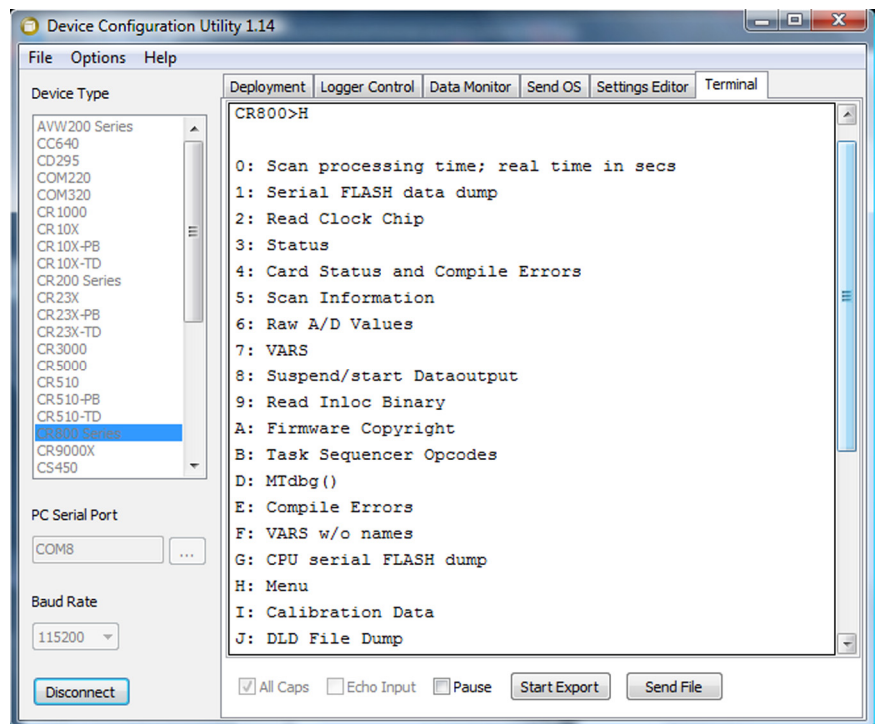 Device Configuration Utility 1.14
File Options Help
Device Type
AVW200 Series
CC640
CD295
COM220
COM320
CR1000
CR10X
CR10X-PB
CR10X-TD
CR200 Series
CR23X
CR23X-PB
CR23X-TD
CR3000
CR5000
CR510
CR510-PB
CR510-TD
CR800 Series
CR9000X
CS450
PC Serial Port
COM8
...
Baud Rate
115200
Disconnect
Deployment Logger Control Data Monitor Send OS Settings Editor Terminal
CR800>H
0: Scan processing time; real time in secs
1: Serial FLASH data dump
2: Read Clock Chip
3: Status
4: Card Status and Compile Errors
5: Scan Information
6: Raw A/D Values
7: VARS
8: Suspend/start Dataoutput
9: Read Inloc Binary
A: Firmware Copyright
B: Task Sequencer Opcodes
D: MTdbg()
E: Compile Errors
F: VARS w/o names
G: CPU serial FLASH dump
H: Menu
I: Calibration Data
J: DLD File Dump
All Caps Echo Input Pause Start Export Send File